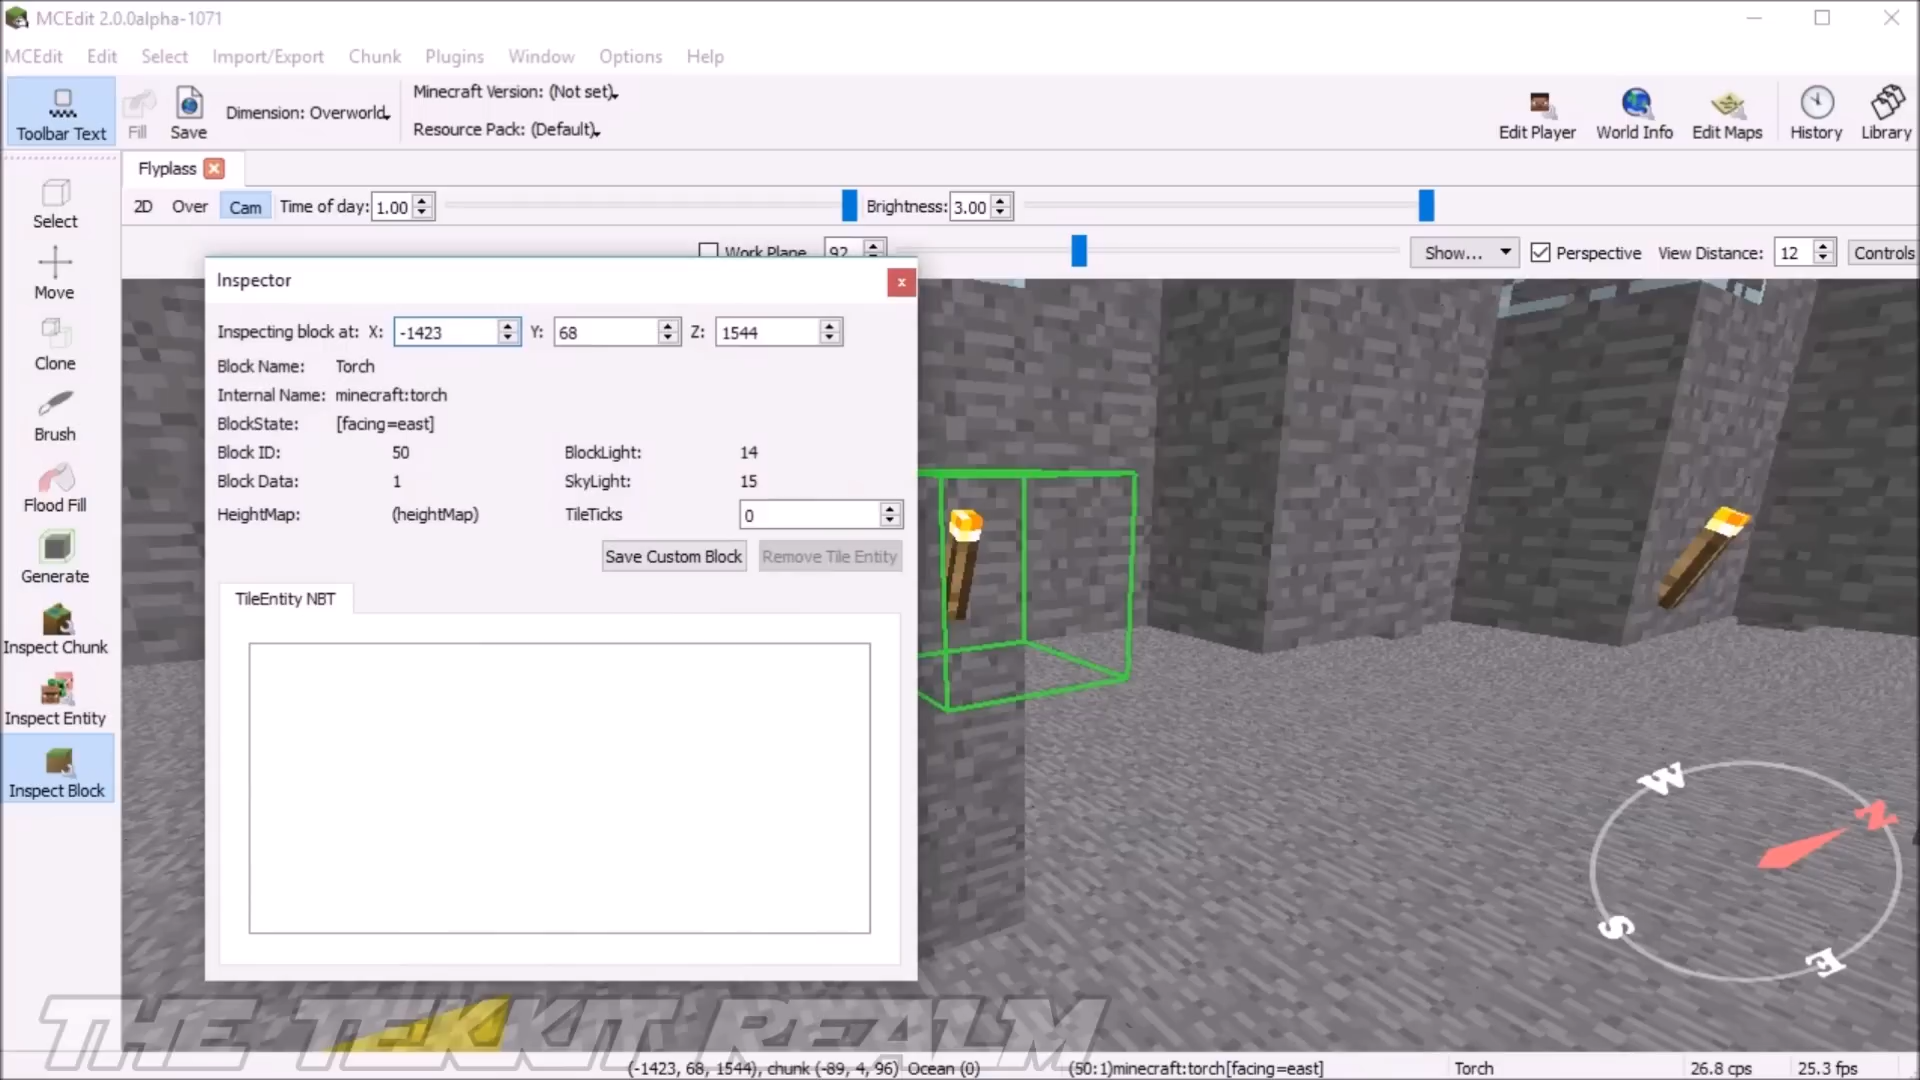 MCEdit 2.0.0alpha-1071
MCEdit Edit Select Import/Export Chunk Plugins Window Options Help
Toolbar Text Fill Save Dimension: Overworld
Minecraft Version: (Not set)
Resource Pack: (Default)
Edit Player World Info Edit Maps History Library
Flyplass
2D Over Cam Time of day: 1.00 Brightness: 3.00
Work Plane 92 Show... Perspective View Distance: 12 Controls
Select
Move
Clone
Brush
Flood Fill
Generate
Inspect Chunk
Inspect Entity
Inspect Block
Inspector
x
Inspecting block at: X: -1423 Y: 68 Z: 1544
Block Name: Torch
Internal Name: minecraft:torch
BlockState: [facing=east]
Block ID: 50 BlockLight: 14
Block Data: 1 SkyLight: 15
HeightMap: (heightMap) TileTicks 0
Save Custom Block Remove Tile Entity
TileEntity NBT
W
N
S
E
THE TEKKIT REALM
(-1423, 68, 1544), chunk (-89, 4, 96) Ocean (0) (50:1)minecraft:torch[facing=east] Torch 26.8 cps 25.3 fps